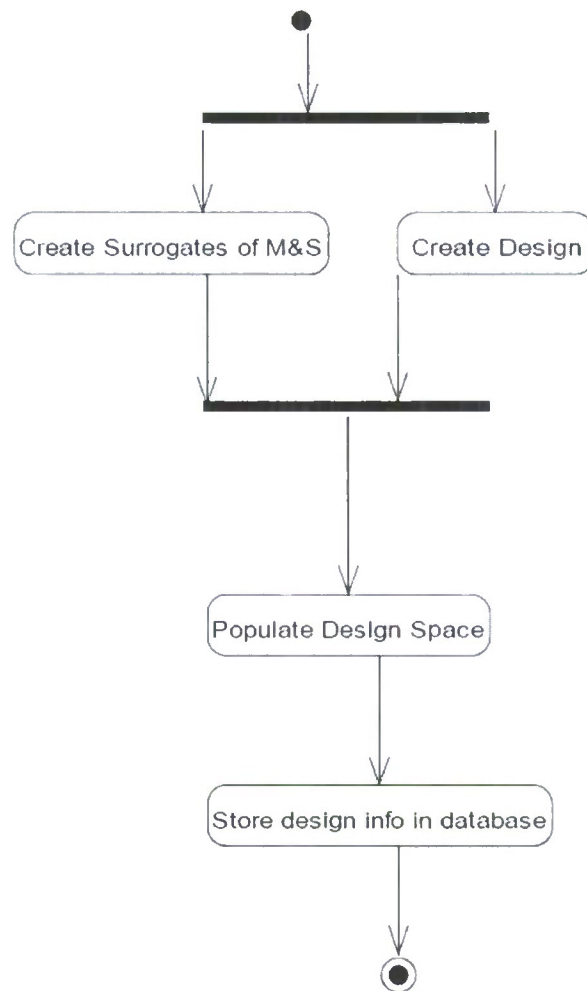 Create Surrogates of M&S
Create Design
Populate Design Space
Store design info in database